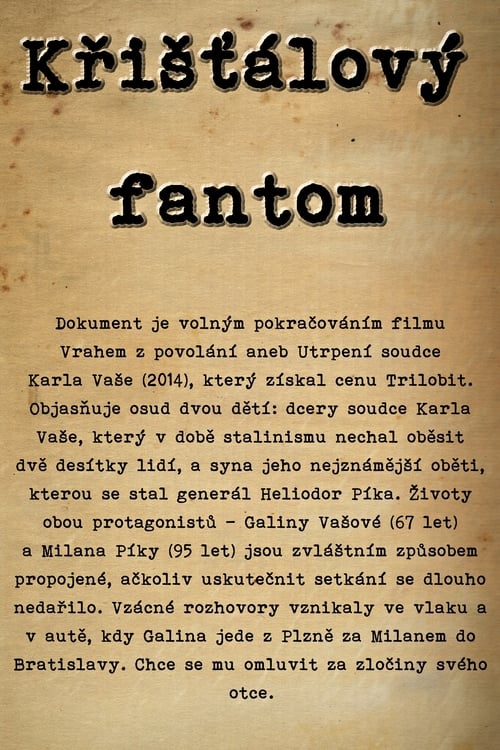 Křišťálový
fantom
Dokument je volným pokračováním filmu
Vrahem z povolání aneb Utrpení soudce
Karla Vaše (2014), který získal cenu Trilobit.
Objasňuje osud dvou dětí: dcery soudce Karla
Vaše, který v době stalinismu nechal oběsit
dvě desítky lidí, a syna jeho nejznámější oběti,
kterou se stal generál Heliodor Píka. Životy
obou protagonistů – Galiny Vašové (67 let)
a Milana Píky (95 let) jsou zvláštním způsobem
propojené, ačkoliv uskutečnit setkání se dlouho
nedařilo. Vzácné rozhovory vznikaly ve vlaku a
v autě, kdy Galina jede z Plzně za Milanem do
Bratislavy. Chce se mu omluvit za zločiny svého
otce.